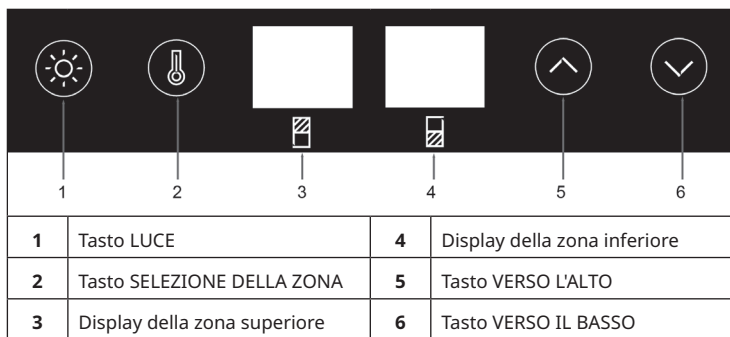 1 2 3 4 5 6
1 Tasto LUCE 4 Display della zona inferiore
2 Tasto SELEZIONE DELLA ZONA 5 Tasto VERSO L'ALTO
3 Display della zona superiore 6 Tasto VERSO IL BASSO